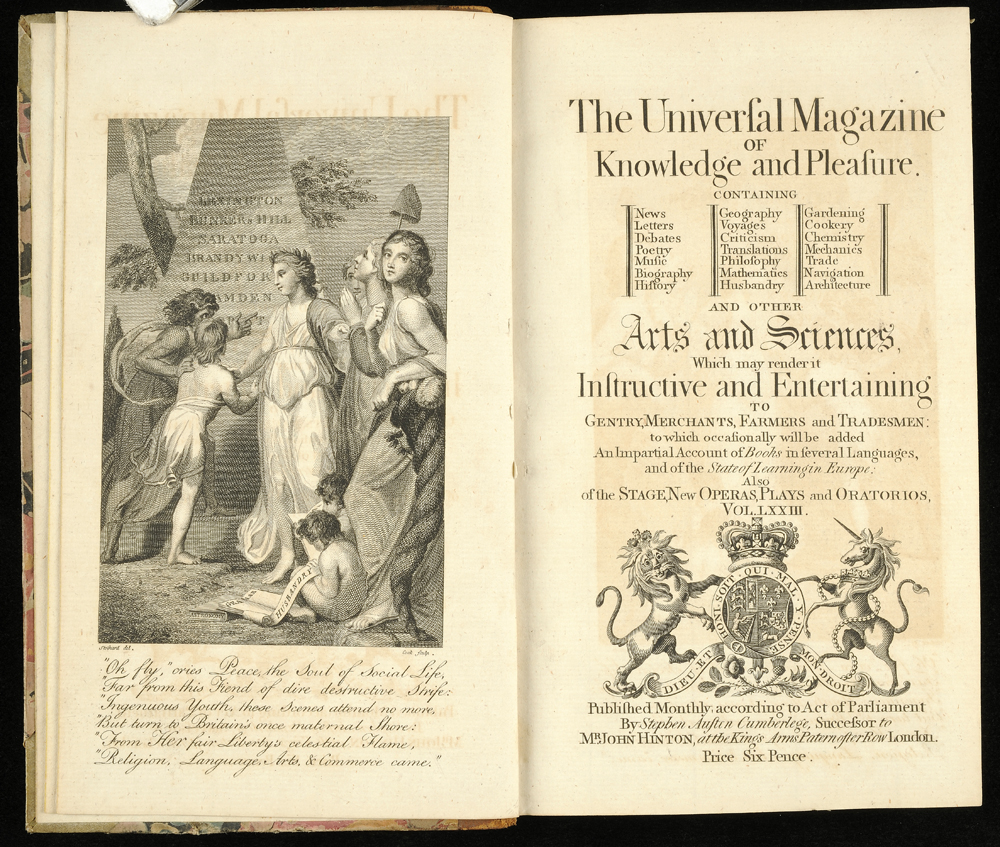 LEXINGTON
BUNKERs HILL
SARATOGA
BRANDYWI
GUILDFOR
AMDEN
HUSBANDRY
Stothard del.
Cook sculp.
"Oh fly," cries Peace, the Soul of Social Life,
"Far from this Fiend of dire destructive Strife:
"Ingenuous Youth, these Scenes attend no more,
"But turn to Britain's once maternal Shore:
"From Her fair Liberty's celestial Flame,
"Religion, Language, Arts, & Commerce came."
The Univerſal Magazine
OF
Knowledge and Pleaſure.
CONTAINING
News
Letters
Debates
Poetry
Muſic
Biography
Hiſtory
Geography
Voyages
Criticism
Translations
Philoſophy
Mathematics
Husbandry
Gardening
Cookery
Chemistry
Mechanics
Trade
Navigation
Architecture
AND OTHER
Arts and Sciences,
Which may render it
Inſtructive and Entertaining
TO
GENTRY, MERCHANTS, FARMERS and TRADESMEN:
to which occaſionally will be added
An Impartial Account of Books in ſeveral Languages,
and of the State of Learning in Europe;
Also
of the STAGE, New OPERAS, PLAYS and ORATORIOS,
VOL. LXXIII.
HONI·SOIT·QUI·MAL·Y·PENSE
DIEU·ET MON·DROIT
Published Monthly according to Act of Parliament
By Stephen Auſten Cumberlege, Succeſſor to
Mr. JOHN HINTON, at the Kings Arms Paternoſter Row London.
Price Six Pence.